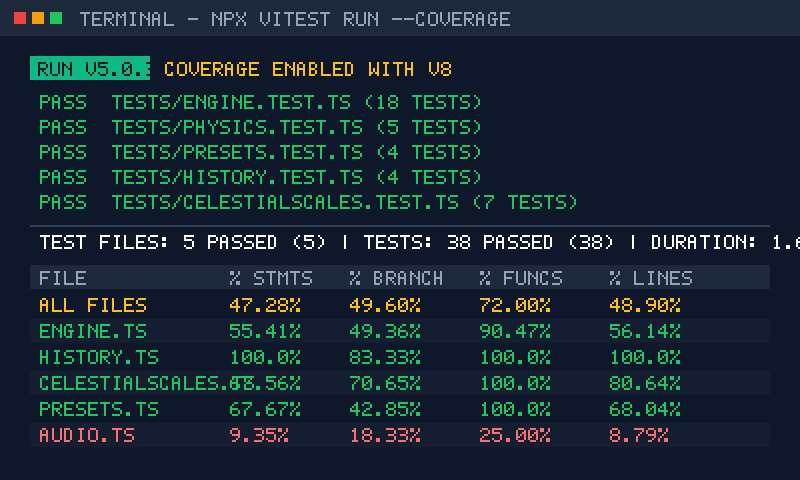 TERMINAL - NPX VITEST RUN --COVERAGE
RUN V5.0. COVERAGE ENABLED WITH V8
PASS TESTS/ENGINE.TEST.TS (18 TESTS)
PASS TESTS/PHYSICS.TEST.TS (5 TESTS)
PASS TESTS/PRESETS.TEST.TS (4 TESTS)
PASS TESTS/HISTORY.TEST.TS (4 TESTS)
PASS TESTS/CELESTIALSCALES.TEST.TS (7 TESTS)
TEST FILES: 5 PASSED (5) | TESTS: 38 PASSED (38) | DURATION: 1.
FILE % STMTS % BRANCH % FUNCS % LINES
ALL FILES 47.28% 49.60% 72.00% 48.90%
ENGINE.TS 55.41% 49.36% 90.47% 56.14%
HISTORY.TS 100.0% 83.33% 100.0% 100.0%
CELESTIALSCALES. .56% 70.65% 100.0% 80.64%
PRESETS.TS 67.67% 42.85% 100.0% 68.04%
AUDIO.TS 9.35% 18.33% 25.00% 8.79%